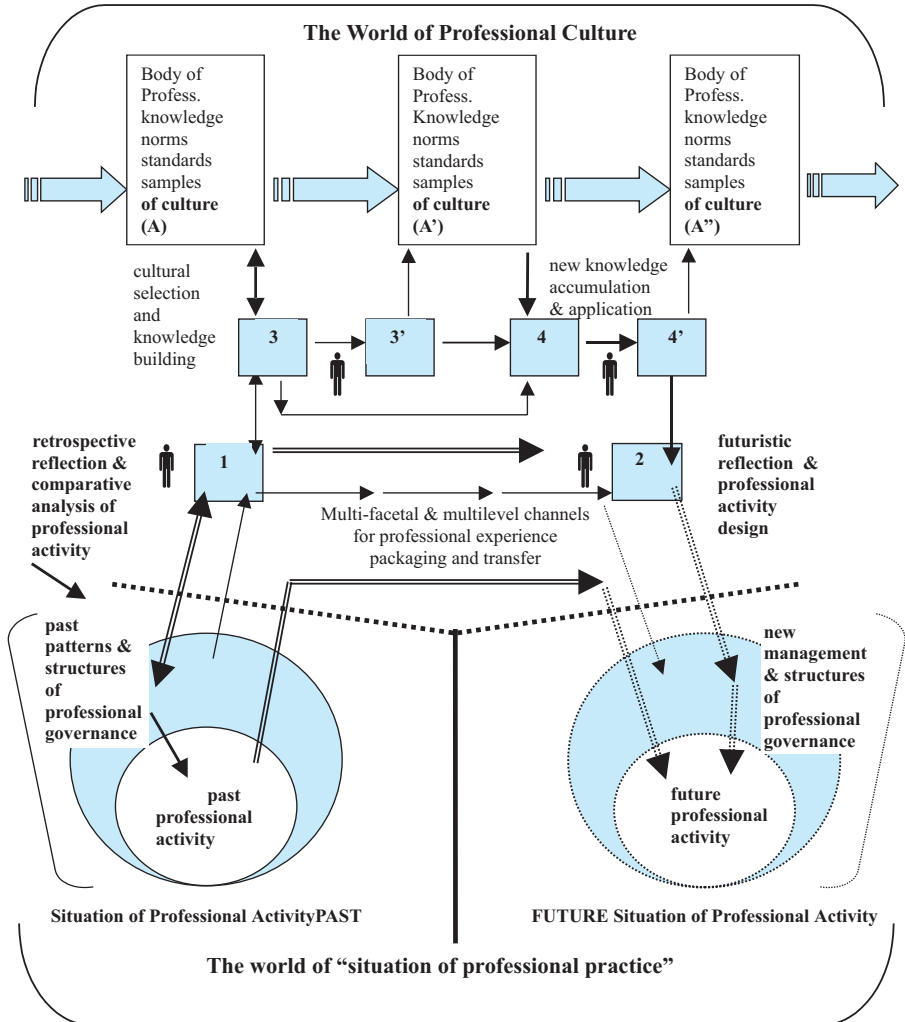 The World of Professional Culture
Body of
Profess.
knowledge
norms
standards
samples
of culture
(A)
Body of
Profess.
Knowledge
norms
standards
samples
of culture
(A’)
Body of
Profess.
knowledge
norms
standards
samples
of culture
(A”)
cultural
selection
and
knowledge
building
new knowledge
accumulation
& application
3
3’
4
4’
retrospective
reflection &
comparative
analysis of
professional
activity
1
2
futuristic
reflection &
professional
activity
design
Multi-facetal & multilevel channels
for professional experience
packaging and transfer
past
patterns &
structures
of
professional
governance
past
professional
activity
new
management
& structures
of
professional
governance
future
professional
activity
Situation of Professional ActivityPAST
FUTURE Situation of Professional Activity
The world of “situation of professional practice”